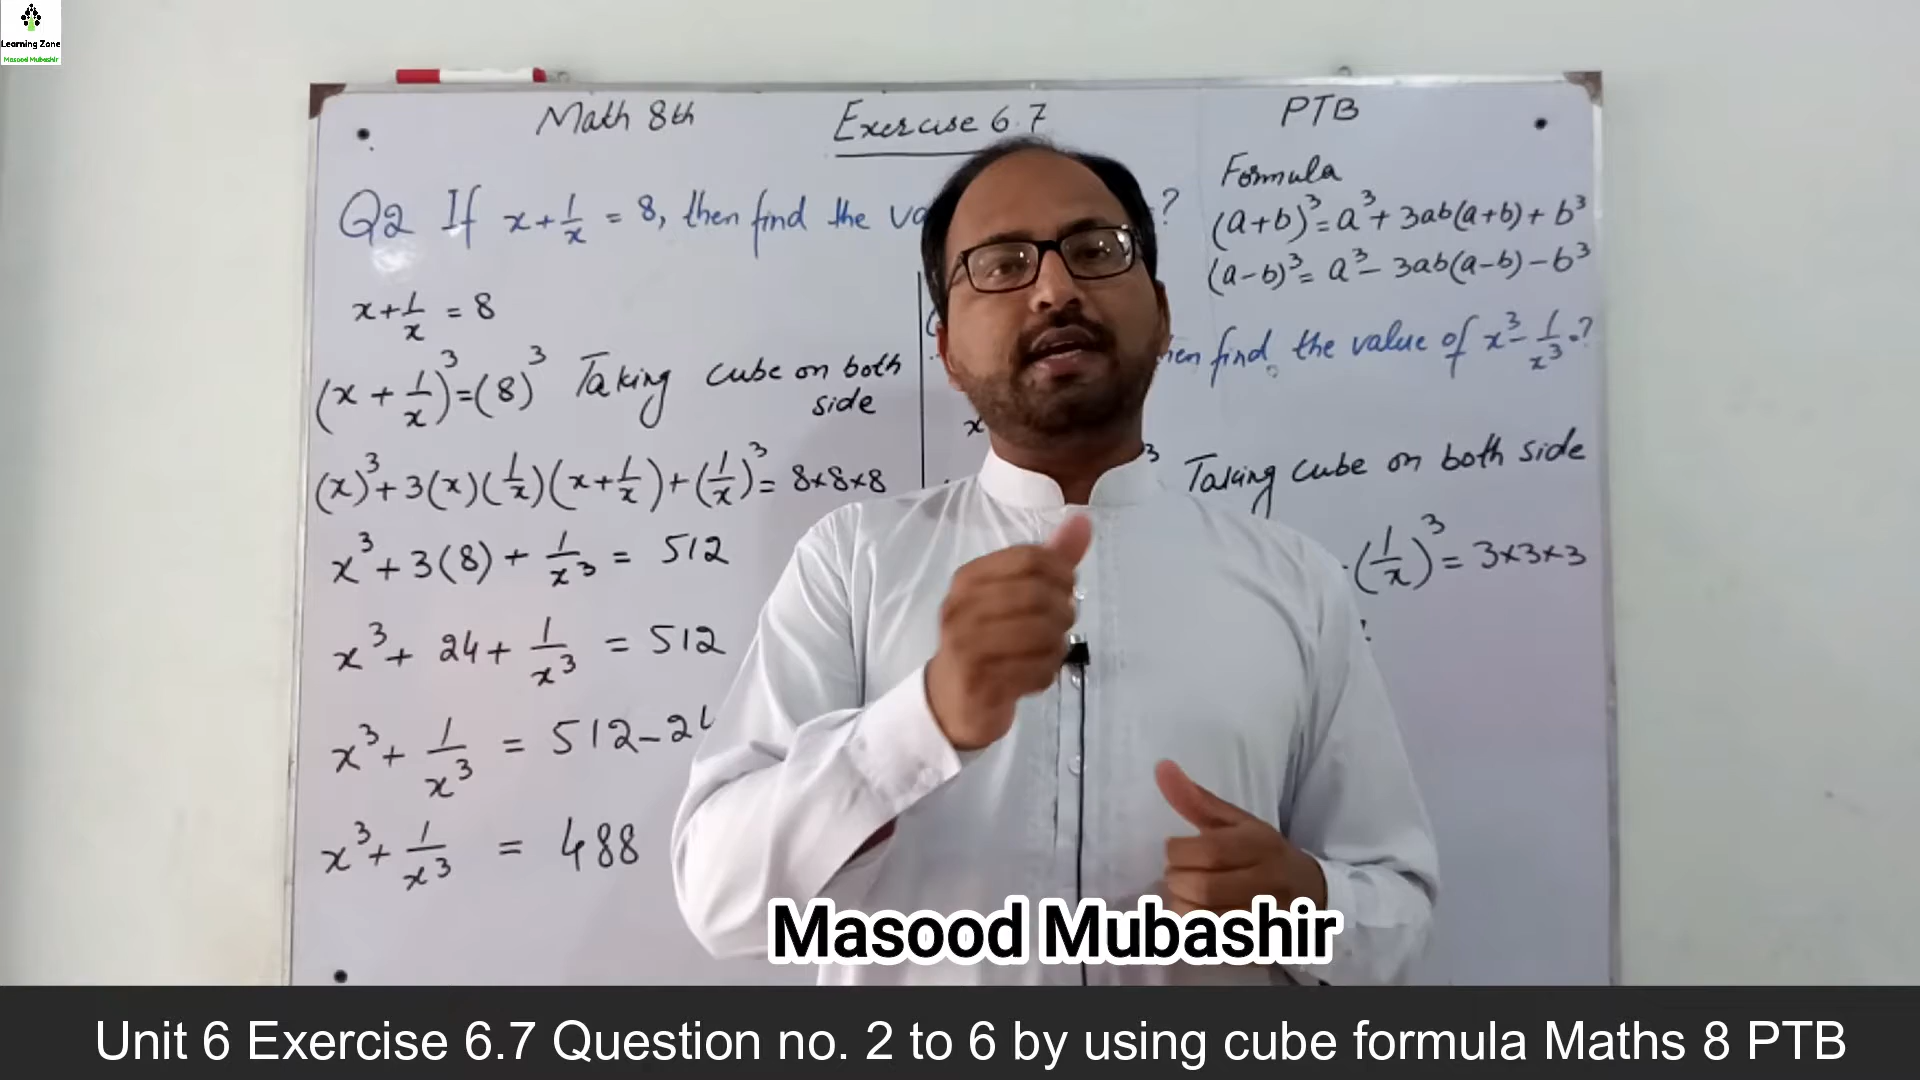 Learning Zone
Masood Mubashir
Math 8th Exercise 6.7 PTB
Q2 If x+1/x = 8, then find the ?
x+1/x = 8
(x + 1/x)³=(8)³ Taking cube on both
side
(x)³+3(x)(1/x)(x+1/x)+(1/x)³= 8×8×8
x³+3(8) + 1/x³ = 512
x³+ 24+ 1/x³ = 512
x³+ 1/x³ = 512-2
x³+ 1/x³ = 488
Formula
(a+b)³=a³+ 3ab(a+b)+b³
(a-b)³= a³- 3ab(a-b)-b³
find, the value of x³- 1/x³.?
x
3 Taking cube on both side
(1/x)³= 3×3×3
Masood Mubashir
Unit 6 Exercise 6.7 Question no. 2 to 6 by using cube formula Maths 8 PTB